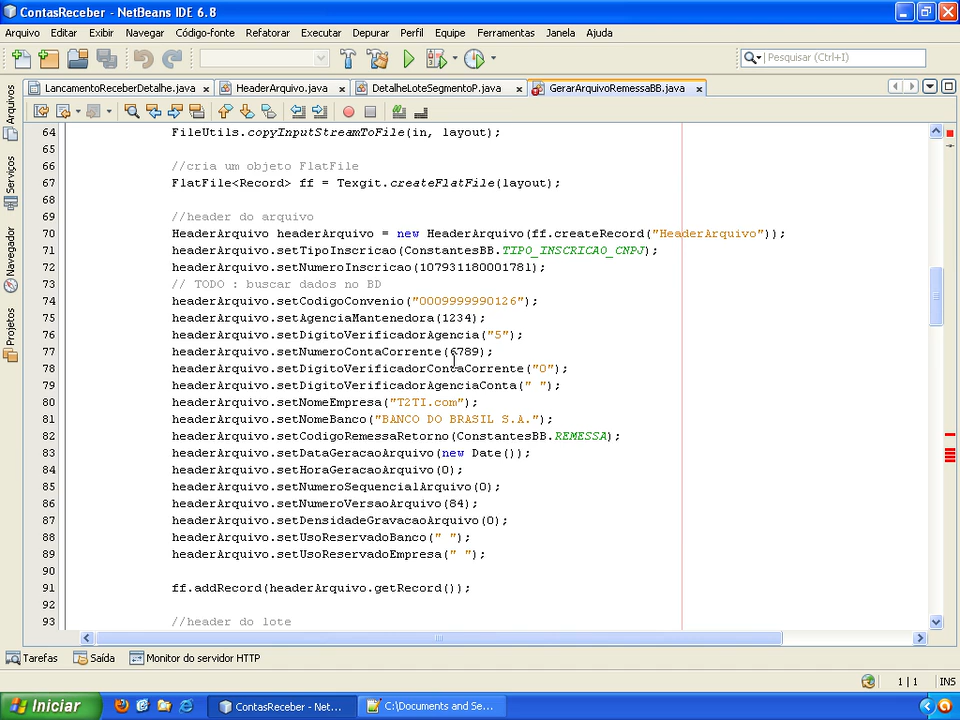 ContasReceber - NetBeans IDE 6.8
Arquivo Editar Exibir Navegar Código-fonte Refatorar Executar Depurar Perfil Equipe Ferramentas Janela Ajuda
Pesquisar (Ctrl+I)
LancamentoReceberDetalhe.java HeaderArquivo.java DetalheLoteSegmentoP.java GerarArquivoRemessaBB.java
Arquivos
Serviços
Navegador
Projetos
64 FileUtils.copyInputStreamToFile(in, layout);
65
66 //cria um objeto FlatFile
67 FlatFile<Record> ff = Texgit.createFlatFile(layout);
68
69 //header do arquivo
70 HeaderArquivo headerArquivo = new HeaderArquivo(ff.createRecord("HeaderArquivo"));
71 headerArquivo.setTipoInscricao(ConstantesBB.TIPO_INSCRICAO_CNPJ);
72 headerArquivo.setNumeroInscricao(10793118000178l);
73 // TODO : buscar dados no BD
74 headerArquivo.setCodigoConvenio("0009999990126");
75 headerArquivo.setAgenciaMantenedora(1234);
76 headerArquivo.setDigitoVerificadorAgencia("5");
77 headerArquivo.setNumeroContaCorrente(6789);
78 headerArquivo.setDigitoVerificadorContaCorrente("0");
79 headerArquivo.setDigitoVerificadorAgenciaConta(" ");
80 headerArquivo.setNomeEmpresa("T2TI.com");
81 headerArquivo.setNomeBanco("BANCO DO BRASIL S.A.");
82 headerArquivo.setCodigoRemessaRetorno(ConstantesBB.REMESSA);
83 headerArquivo.setDataGeracaoArquivo(new Date());
84 headerArquivo.setHoraGeracaoArquivo(0);
85 headerArquivo.setNumeroSequencialArquivo(0);
86 headerArquivo.setNumeroVersaoArquivo(84);
87 headerArquivo.setDensidadeGravacaoArquivo(0);
88 headerArquivo.setUsoReservadoBanco(" ");
89 headerArquivo.setUsoReservadoEmpresa(" ");
90
91 ff.addRecord(headerArquivo.getRecord());
92
93 //header do lote
Tarefas Saída Monitor do servidor HTTP
1 | 1 INS
Iniciar ContasReceber - Net... C:\Documents and Se...